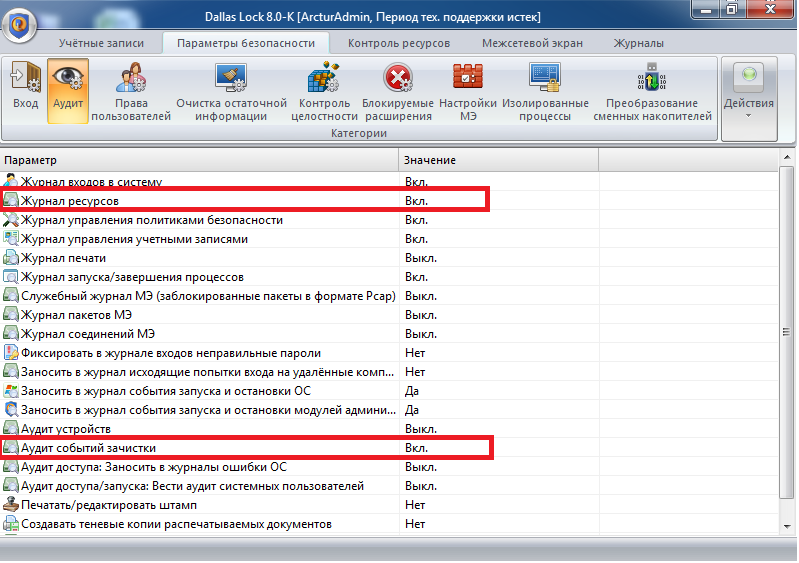 Dallas Lock 8.0-K [ArcturAdmin, Период тех. поддержки истек]
Учётные записи
Параметры безопасности
Контроль ресурсов
Межсетевой экран
Журналы
Вход
Аудит
Права пользователей
Очистка остаточной информации
Контроль целостности
Блокируемые расширения
Настройки МЭ
Изолированные процессы
Преобразование сменных накопителей
Действия
Категории
Параметр Значение
Журнал входов в систему Вкл.
Журнал ресурсов Вкл.
Журнал управления политиками безопасности Вкл.
Журнал управления учетными записями Вкл.
Журнал печати Выкл.
Журнал запуска/завершения процессов Вкл.
Служебный журнал МЭ (заблокированные пакеты в формате Pcap) Выкл.
Журнал пакетов МЭ Выкл.
Журнал соединений МЭ Выкл.
Фиксировать в журнале входов неправильные пароли Нет
Заносить в журнал исходящие попытки входа на удалённые комп... Нет
Заносить в журнал события запуска и остановки ОС Да
Заносить в журнал события запуска и остановки модулей админи... Да
Аудит устройств Выкл.
Аудит событий зачистки Вкл.
Аудит доступа: Заносить в журналы ошибки ОС Выкл.
Аудит доступа/запуска: Вести аудит системных пользователей Выкл.
Печатать/редактировать штамп Нет
Создавать теневые копии распечатываемых документов Нет